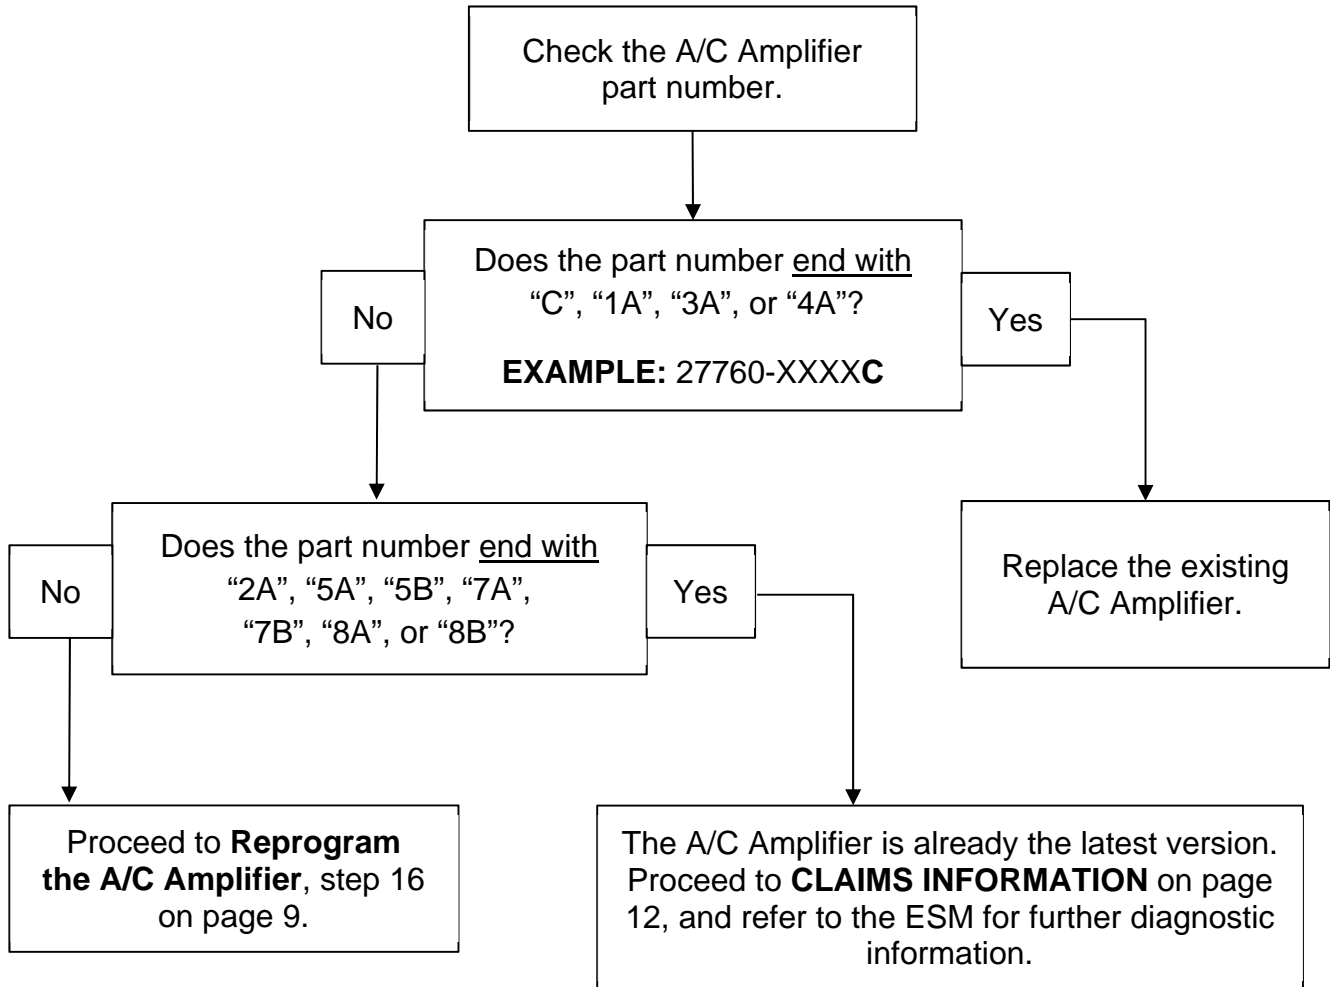 Check the A/C Amplifier
part number.
Does the part number end with
“C”, “1A”, “3A”, or “4A”?
EXAMPLE: 27760-XXXXC
No
Yes
Does the part number end with
“2A”, “5A”, “5B”, “7A”,
“7B”, “8A”, or “8B”?
No
Yes
Replace the existing
A/C Amplifier.
Proceed to Reprogram
the A/C Amplifier, step 16
on page 9.
The A/C Amplifier is already the latest version.
Proceed to CLAIMS INFORMATION on page
12, and refer to the ESM for further diagnostic
information.